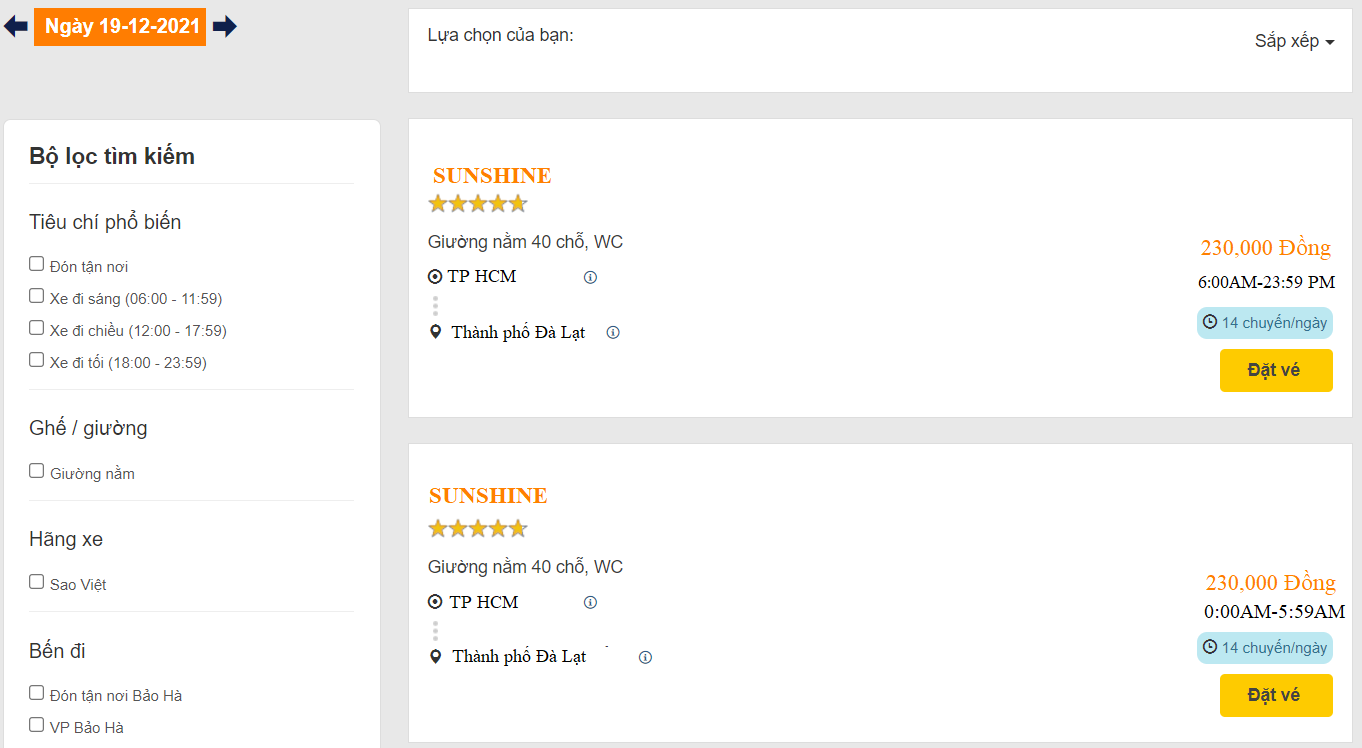 Ngày 19-12-2021
Lựa chọn của bạn:
Sắp xếp
Bộ lọc tìm kiếm
Tiêu chí phổ biến
Đón tận nơi
Xe đi sáng (06:00 - 11:59)
Xe đi chiều (12:00 - 17:59)
Xe đi tối (18:00 - 23:59)
Ghế / giường
Giường nằm
Hãng xe
Sao Việt
Bến đi
Đón tận nơi Bảo Hà
VP Bảo Hà
SUNSHINE
Giường nằm 40 chỗ, WC
TP HCM
Thành phố Đà Lạt
230,000 Đồng
6:00AM-23:59 PM
14 chuyến/ngày
Đặt vé
SUNSHINE
Giường nằm 40 chỗ, WC
TP HCM
Thành phố Đà Lạt
230,000 Đồng
0:00AM-5:59AM
14 chuyến/ngày
Đặt vé